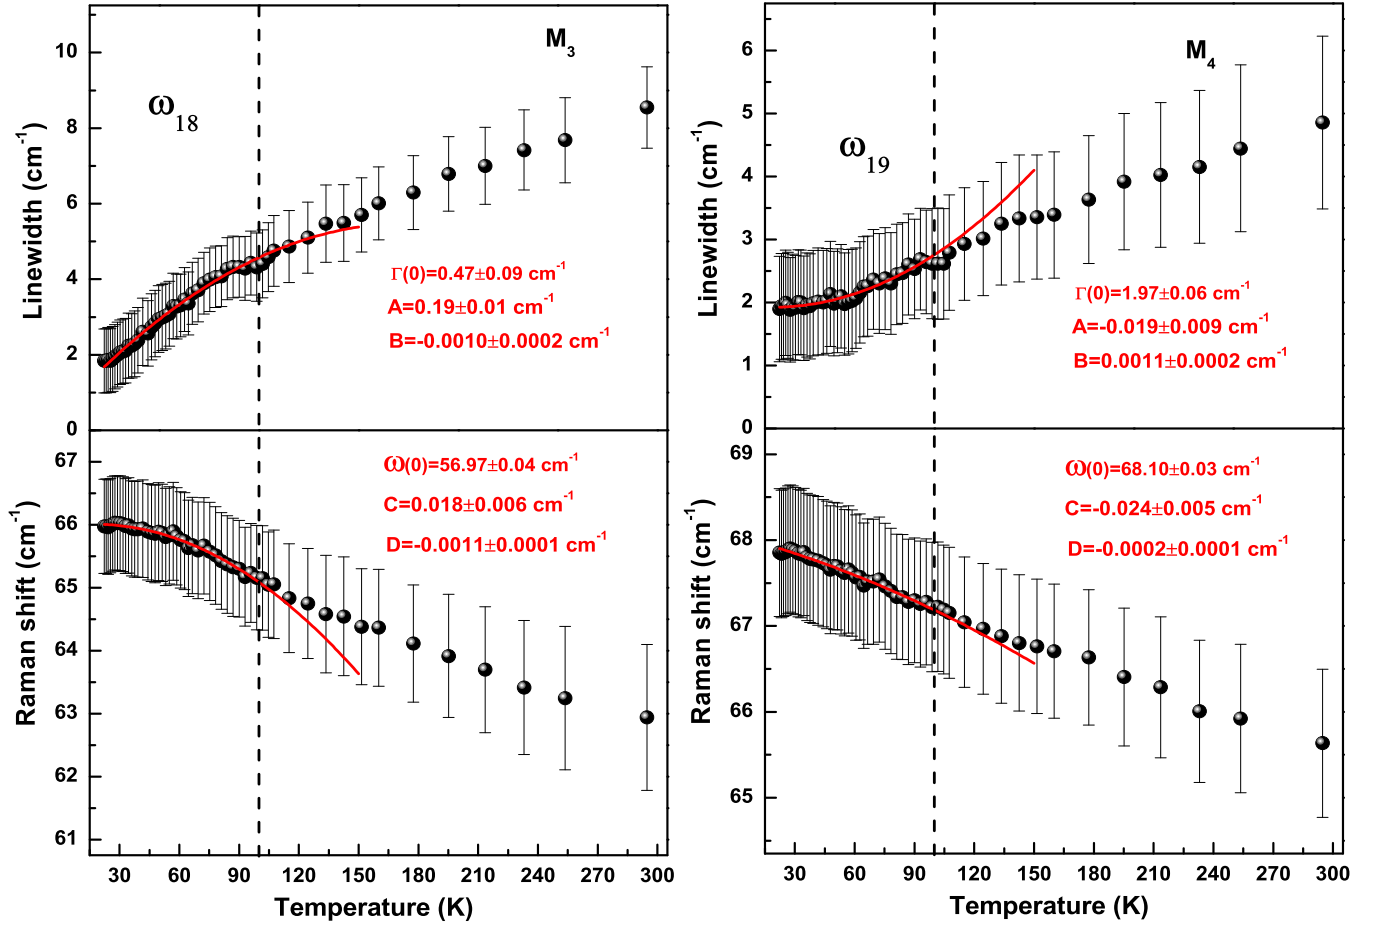 M3
ω18
Linewidth (cm-1)
10
8
6
4
2
0
Γ(0)=0.47±0.09 cm-1
A=0.19±0.01 cm-1
B=-0.0010±0.0002 cm-1
Raman shift (cm-1)
67
66
65
64
63
62
61
ω(0)=56.97±0.04 cm-1
C=0.018±0.006 cm-1
D=-0.0011±0.0001 cm-1
30 60 90 120 150 180 210 240 270 300
Temperature (K)
M4
ω19
Linewidth (cm-1)
6
5
4
3
2
1
0
Γ(0)=1.97±0.06 cm-1
A=-0.019±0.009 cm-1
B=0.0011±0.0002 cm-1
Raman shift (cm-1)
69
68
67
66
65
ω(0)=68.10±0.03 cm-1
C=-0.024±0.005 cm-1
D=-0.0002±0.0001 cm-1
30 60 90 120 150 180 210 240 270 300
Temperature (K)